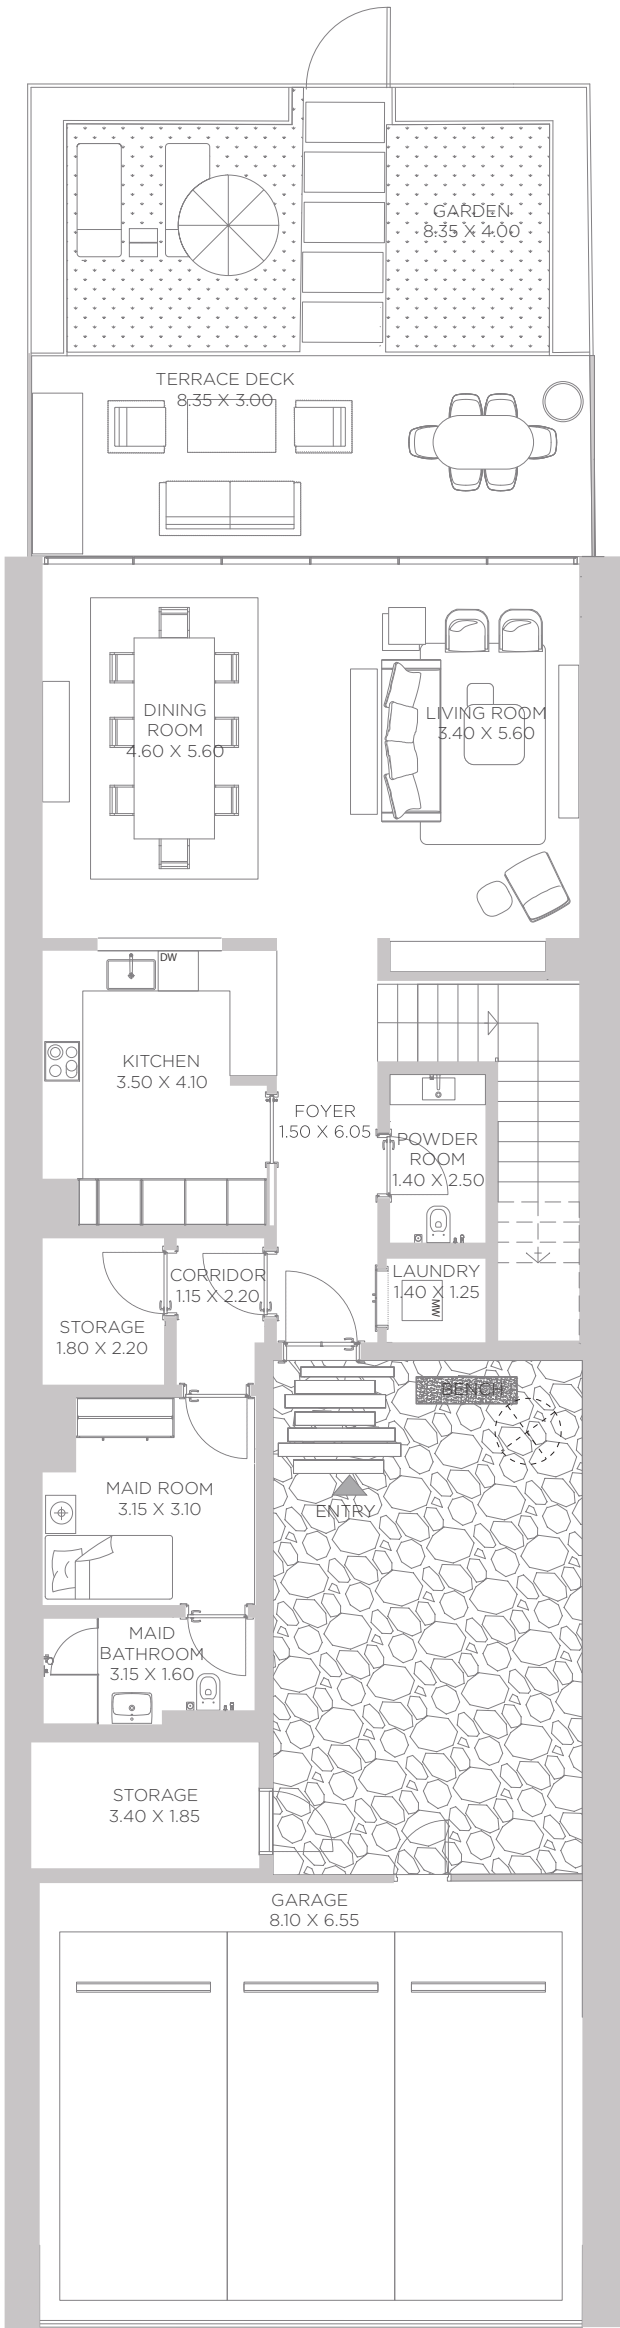 GARDEN
8.35 X 4.00
TERRACE DECK
8.35 X 3.00
DINING
ROOM
4.60 X 5.60
LIVING ROOM
3.40 X 5.60
DW
KITCHEN
3.50 X 4.10
FOYER
1.50 X 6.05
POWDER
ROOM
1.40 X 2.50
CORRIDOR
1.15 X 2.20
LAUNDRY
1.40 X 1.25
MW
STORAGE
1.80 X 2.20
BENCH
MAID ROOM
3.15 X 3.10
ENTRY
MAID
BATHROOM
3.15 X 1.60
STORAGE
3.40 X 1.85
GARAGE
8.10 X 6.55